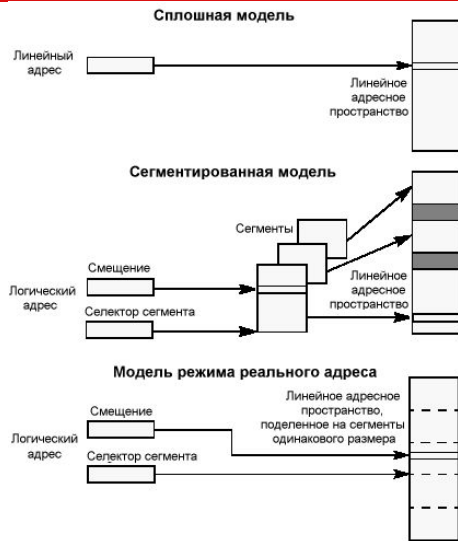 Сплошная модель
Линейный
адрес
Линейное
адресное
пространство
Сегментированная модель
Сегменты
Смещение
Логический
адрес
Селектор сегмента
Линейное
адресное
пространство
Модель режима реального адреса
Смещение
Логический
адрес
Селектор сегмента
Линейное адресное
пространство,
поделенное на сегменты
одинакового размера